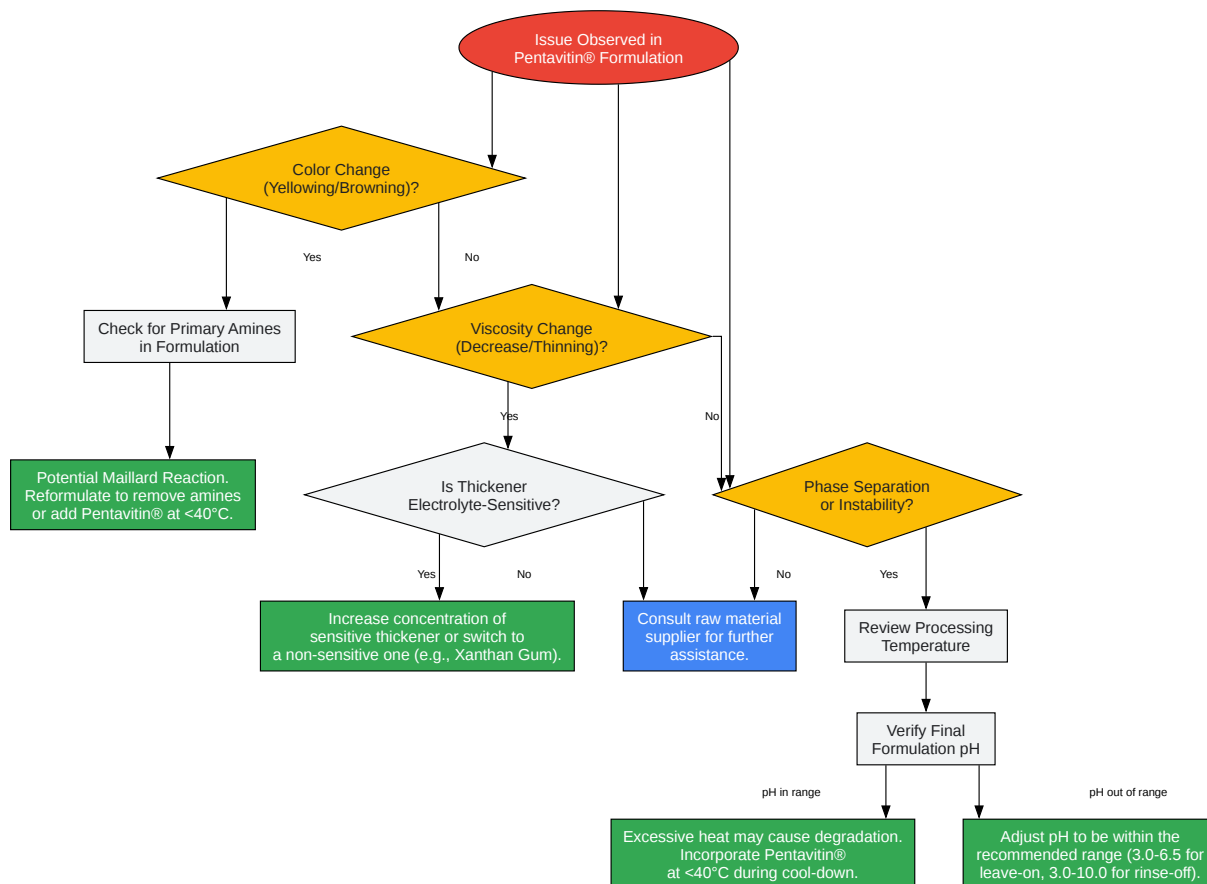 Issue Observed in
Pentavitin® Formulation
Color Change
(Yellowing/Browning)?
Yes
No
Check for Primary Amines
in Formulation
Viscosity Change
(Decrease/Thinning)?
Yes
No
Potential Maillard Reaction.
Reformulate to remove amines
or add Pentavitin® at <40°C.
Is Thickener
Electrolyte-Sensitive?
Phase Separation
or Instability?
Yes
No
No
Yes
Increase concentration of
sensitive thickener or switch to
a non-sensitive one (e.g., Xanthan Gum).
Consult raw material
supplier for further
assistance.
Review Processing
Temperature
Verify Final
Formulation pH
pH in range
pH out of range
Excessive heat may cause degradation.
Incorporate Pentavitin®
at <40°C during cool-down.
Adjust pH to be within the
recommended range (3.0-6.5 for
leave-on, 3.0-10.0 for rinse-off).